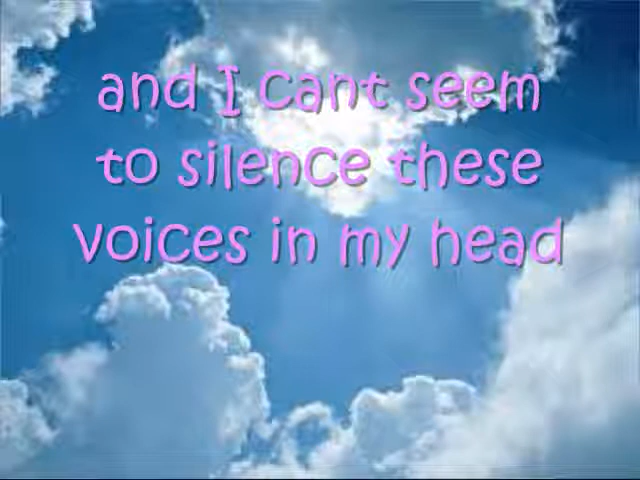 and I cant seem
to silence these
voices in my head